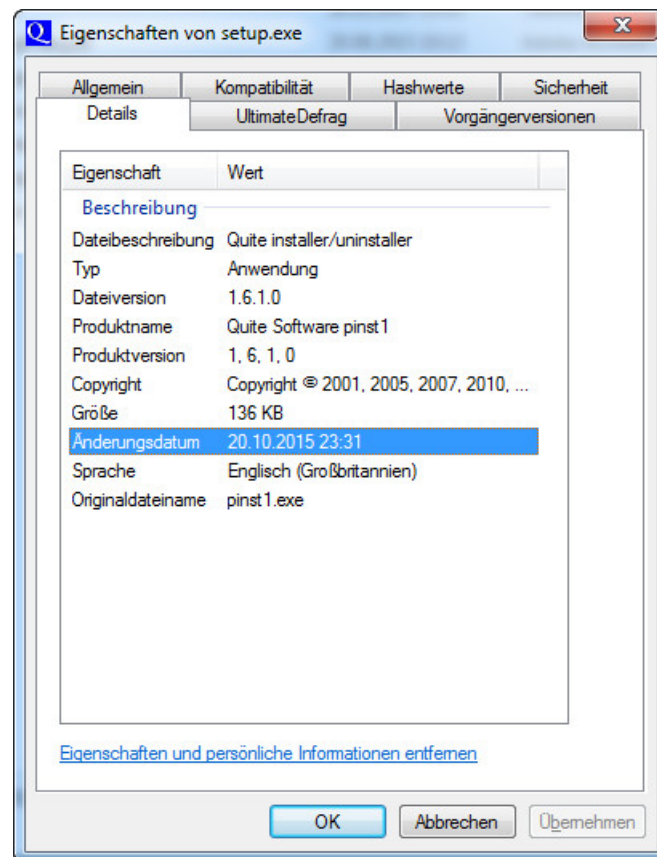 Q Eigenschaften von setup.exe
Allgemein Kompatibilität Hashwerte Sicherheit
Details UltimateDefrag Vorgängerversionen
Eigenschaft Wert
Beschreibung
Dateibeschreibung Quite installer/uninstaller
Typ Anwendung
Dateiversion 1.6.1.0
Produktname Quite Software pinst1
Produktversion 1, 6, 1, 0
Copyright Copyright © 2001, 2005, 2007, 2010, ...
Größe 136 KB
Änderungsdatum 20.10.2015 23:31
Sprache Englisch (Großbritannien)
Originaldateiname pinst1.exe
Eigenschaften und persönliche Informationen entfernen
OK Abbrechen Übernehmen